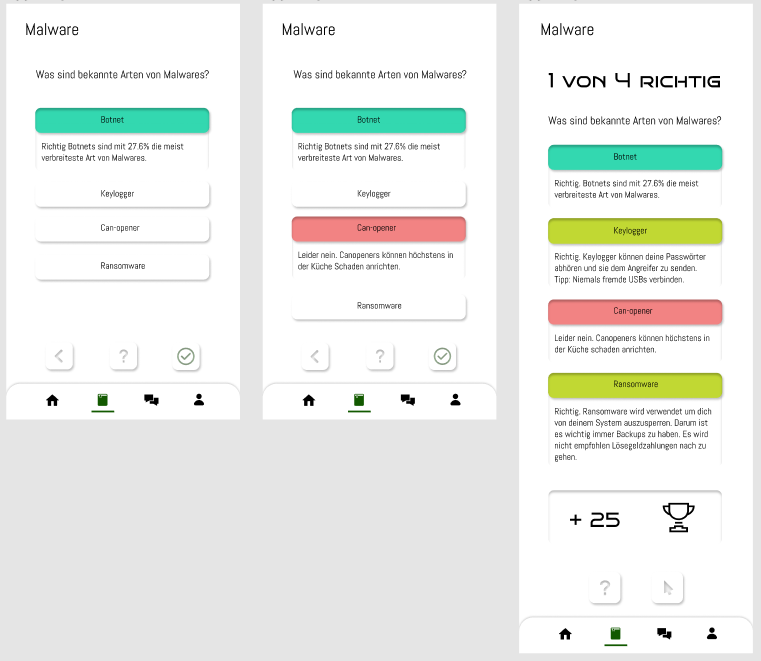 Malware
Was sind bekannte Arten von Malwares?
Botnet
Richtig Botnets sind mit 27.6% die meist
verbreiteste Art von Malwares.
Keylogger
Can-opener
Ransomware
?
Malware
Was sind bekannte Arten von Malwares?
Botnet
Richtig Botnets sind mit 27.6% die meist
verbreiteste Art von Malwares.
Keylogger
Can-opener
Leider nein. Canopeners können höchstens in
der Küche Schaden anrichten.
Ransomware
?
Malware
1 VON 4 RICHTIG
Was sind bekannte Arten von Malwares?
Botnet
Richtig. Botnets sind mit 27.6% die meist
verbreiteste Art von Malwares.
Keylogger
Richtig. Keylogger können deine Passwörter
abhören und sie dem Angreifer zu senden.
Tipp: Niemals fremde USBs verbinden.
Can-opener
Leider nein. Canopeners können höchstens in
der Küche schaden anrichten.
Ransomware
Richtig. Ransomware wird verwendet um dich
von deinem System auszusperren. Darum ist
es wichtig immer Backups zu haben. Es wird
nicht empfohlen Lösegeldzahlungen nach zu
gehen.
+ 25
?